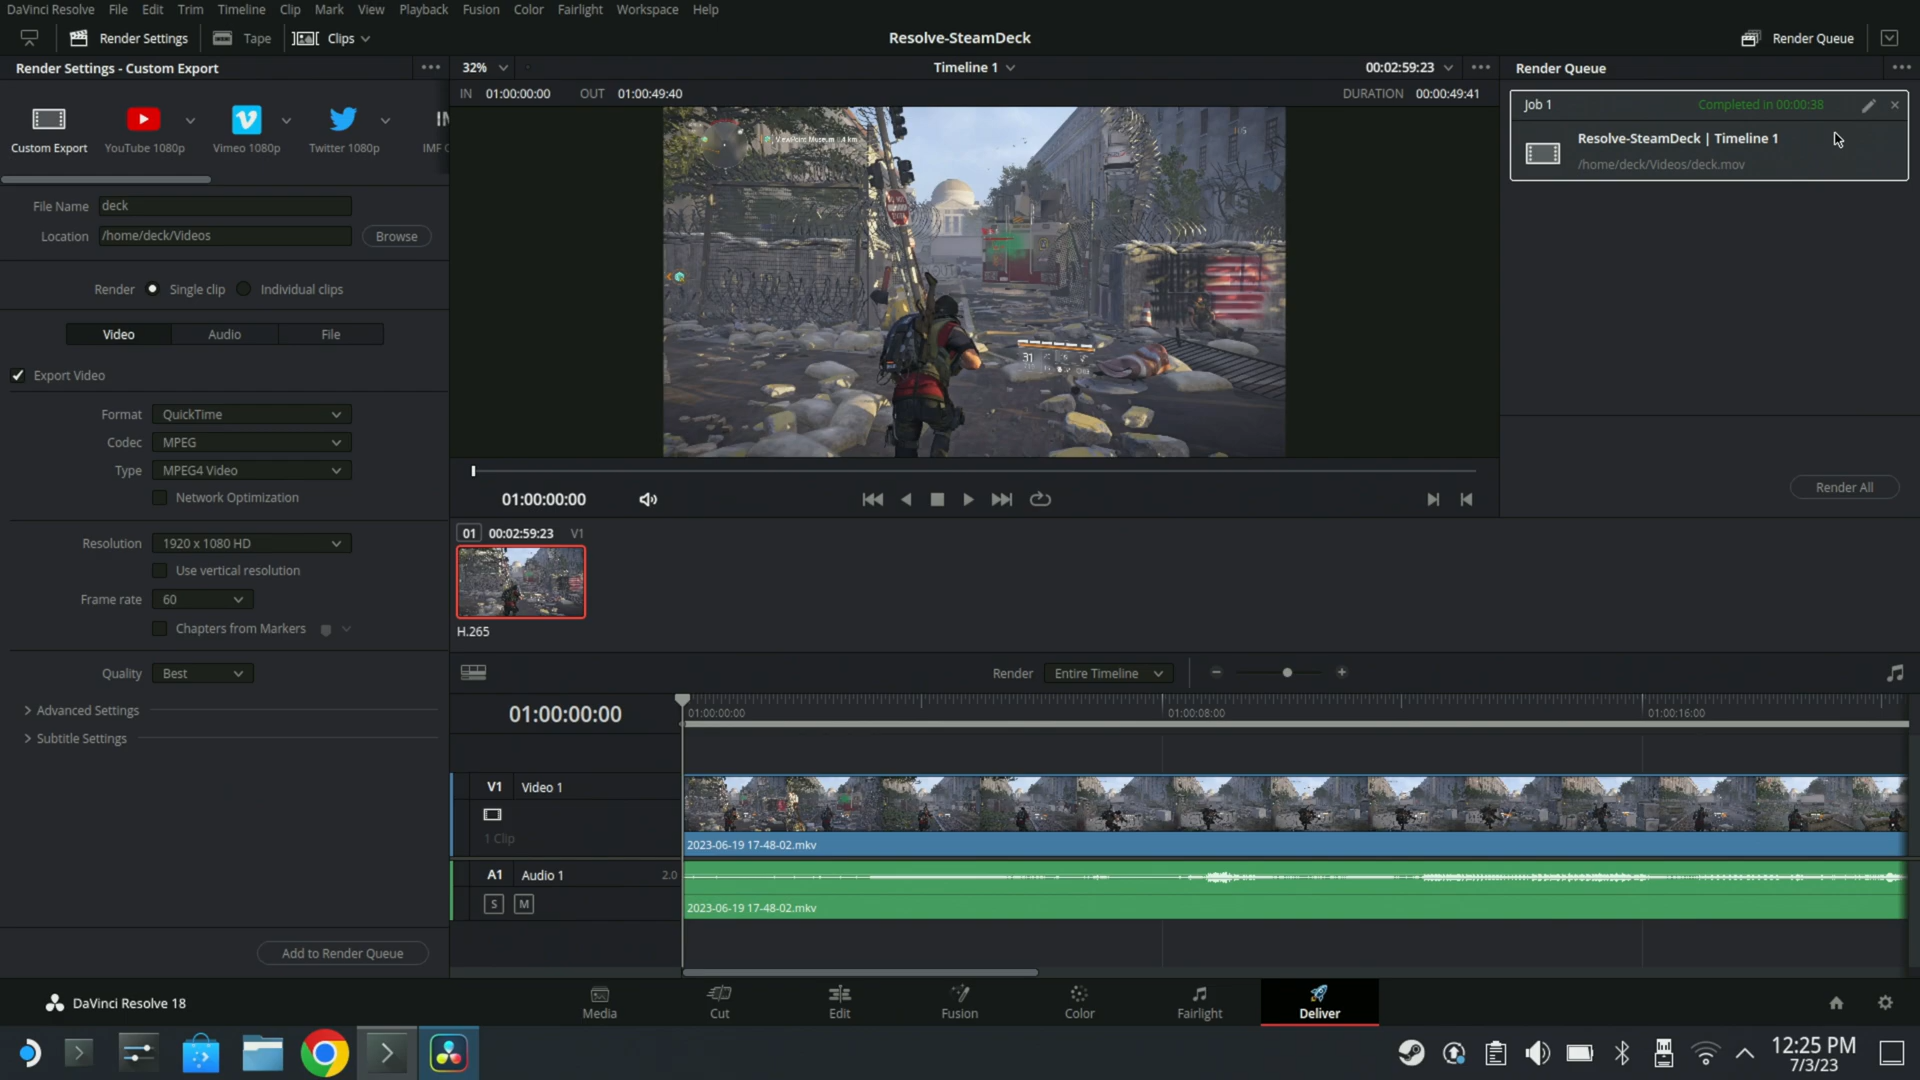 DaVinci Resolve File Edit Trim Timeline Clip Mark View Playback Fusion Color Fairlight Workspace Help
Render Settings Tape Clips Resolve-SteamDeck Render Queue
Render Settings - Custom Export
32% Timeline 1 00:02:59:23
Render Queue
IN 01:00:00:00 OUT 01:00:49:40 DURATION 00:00:49:41
Custom Export YouTube 1080p Vimeo 1080p Twitter 1080p
Job 1 Completed in 00:00:38
Resolve-SteamDeck | Timeline 1
/home/deck/Videos/deck.mov
File Name deck
Location /home/deck/Videos Browse
Render Single clip Individual clips
Video Audio File
Export Video
Format QuickTime
Codec MPEG
Type MPEG4 Video
Network Optimization
Resolution 1920 x 1080 HD
Use vertical resolution
Frame rate 60
Chapters from Markers
Quality Best
Advanced Settings
Subtitle Settings
Add to Render Queue
31
01:00:00:00
Render All
01 00:02:59:23 V1
H.265
Render Entire Timeline
01:00:00:00
01:00:00:00 01:00:08:00 01:00:16:00
V1 Video 1
1 Clip
2023-06-19 17-48-02.mkv
A1 Audio 1 2.0
S M
2023-06-19 17-48-02.mkv
DaVinci Resolve 18
Media Cut Edit Fusion Color Fairlight Deliver
12:25 PM
7/3/23